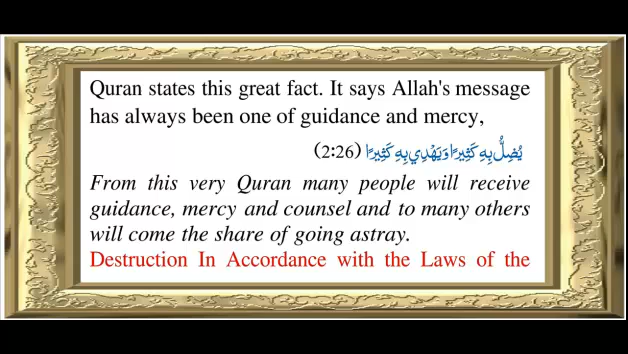 Quran states this great fact. It says Allah's message
has always been one of guidance and mercy,
يُضِلُّ بِهِ كَثِيرًا وَيَهْدِي بِهِ كَثِيرًا (2:26)
From this very Quran many people will receive
guidance, mercy and counsel and to many others
will come the share of going astray.
Destruction In Accordance with the Laws of the